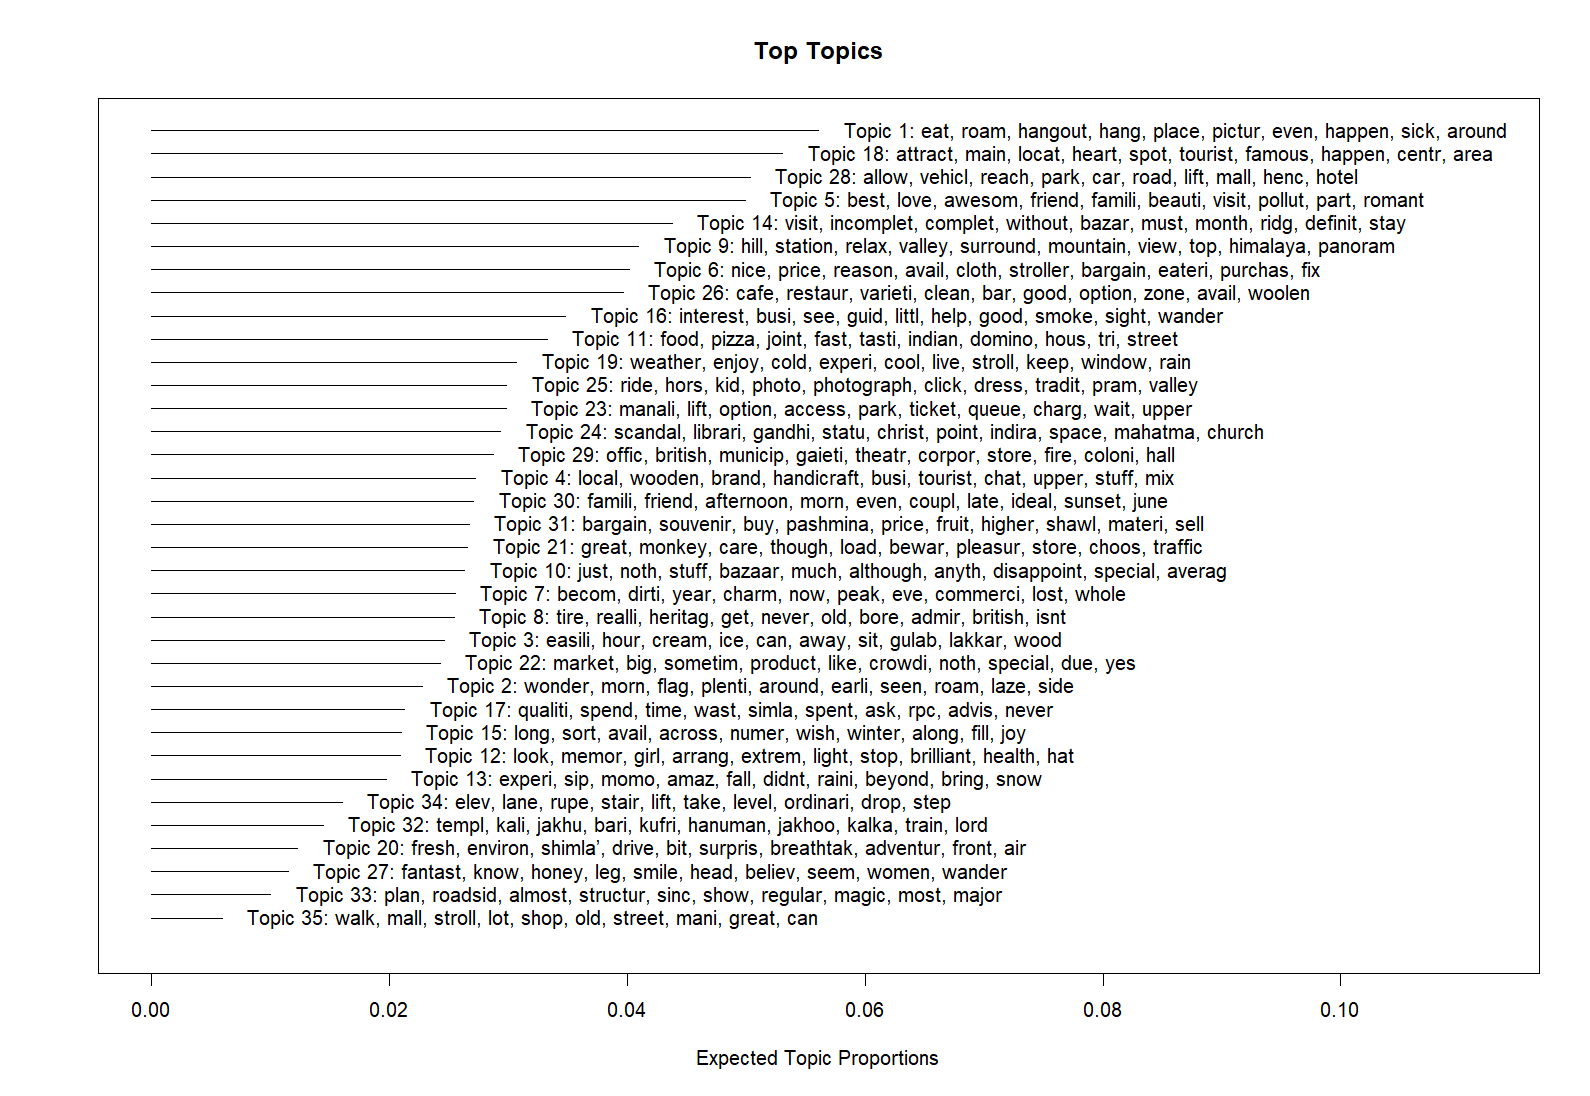 Top Topics
Topic 1: eat, roam, hangout, hang, place, pictur, even, happen, sick, around
Topic 18: attract, main, locat, heart, spot, tourist, famous, happen, centr, area
Topic 28: allow, vehicl, reach, park, car, road, lift, mall, henc, hotel
Topic 5: best, love, awesom, friend, famili, beauti, visit, pollut, part, romant
Topic 14: visit, incomplet, complet, without, bazar, must, month, ridg, definit, stay
Topic 9: hill, station, relax, valley, surround, mountain, view, top, himalaya, panoram
Topic 6: nice, price, reason, avail, cloth, stroller, bargain, eateri, purchas, fix
Topic 26: cafe, restaur, varieti, clean, bar, good, option, zone, avail, woolen
Topic 16: interest, busi, see, guid, littl, help, good, smoke, sight, wander
Topic 11: food, pizza, joint, fast, tasti, indian, domino, hous, tri, street
Topic 19: weather, enjoy, cold, experi, cool, live, stroll, keep, window, rain
Topic 25: ride, hors, kid, photo, photograph, click, dress, tradit, pram, valley
Topic 23: manali, lift, option, access, park, ticket, queue, charg, wait, upper
Topic 24: scandal, librari, gandhi, statu, christ, point, indira, space, mahatma, church
Topic 29: offic, british, municip, gaieti, theatr, corpor, store, fire, coloni, hall
Topic 4: local, wooden, brand, handicraft, busi, tourist, chat, upper, stuff, mix
Topic 30: famili, friend, afternoon, morn, even, coupl, late, ideal, sunset, june
Topic 31: bargain, souvenir, buy, pashmina, price, fruit, higher, shawl, materi, sell
Topic 21: great, monkey, care, though, load, bewar, pleasur, store, choos, traffic
Topic 10: just, noth, stuff, bazaar, much, although, anyth, disappoint, special, averag
Topic 7: becom, dirti, year, charm, now, peak, eve, commerci, lost, whole
Topic 8: tire, realli, heritag, get, never, old, bore, admir, british, isnt
Topic 3: easili, hour, cream, ice, can, away, sit, gulab, lakkar, wood
Topic 22: market, big, sometim, product, like, crowdi, noth, special, due, yes
Topic 2: wonder, morn, flag, plenti, around, earli, seen, roam, laze, side
Topic 17: qualiti, spend, time, wast, simla, spent, ask, rpc, advis, never
Topic 15: long, sort, avail, across, numer, wish, winter, along, fill, joy
Topic 12: look, memor, girl, arrang, extrem, light, stop, brilliant, health, hat
Topic 13: experi, sip, momo, amaz, fall, didnt, raini, beyond, bring, snow
Topic 34: elev, lane, rupe, stair, lift, take, level, ordinari, drop, step
Topic 32: templ, kali, jakhu, bari, kufri, hanuman, jakhoo, kalka, train, lord
Topic 20: fresh, environ, shimla’, drive, bit, surpris, breathtak, adventur, front, air
Topic 27: fantast, know, honey, leg, smile, head, believ, seem, women, wander
Topic 33: plan, roadsid, almost, structur, sinc, show, regular, magic, most, major
Topic 35: walk, mall, stroll, lot, shop, old, street, mani, great, can
0.00 0.02 0.04 0.06 0.08 0.10
Expected Topic Proportions